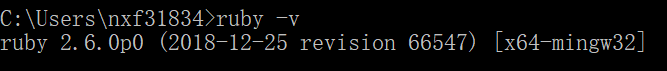 C:\Users\nxf31834>ruby -v
ruby 2.6.0p0 (2018-12-25 revision 66547) [x64-mingw32]